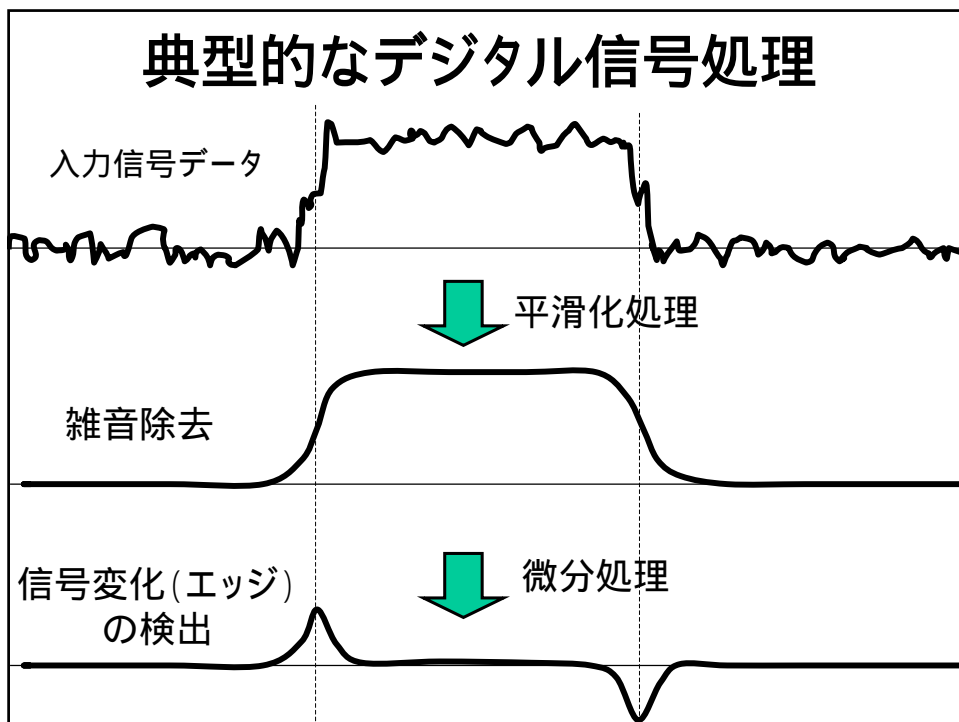 典型的なデジタル信号処理
入力信号データ
平滑化処理
雑音除去
微分処理
信号変化(エッジ)
の検出